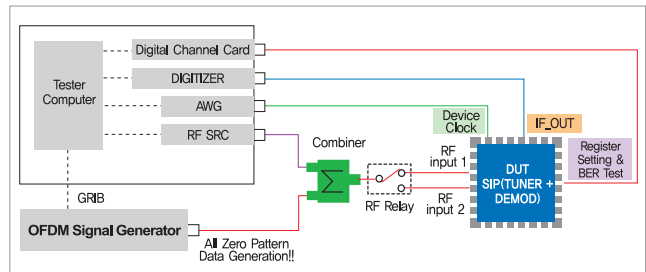 Digital Channel Card
Tester
Computer
DIGITIZER
AWG
RF SRC
Combiner
Σ
Device
Clock
IF_OUT
RF
input 1
RF
input 2
RF Relay
DUT
SIP(TUNER +
DEMOD)
Register
Setting &
BER Test
GRIB
OFDM Signal Generator
All Zero Pattern
Data Generation!!